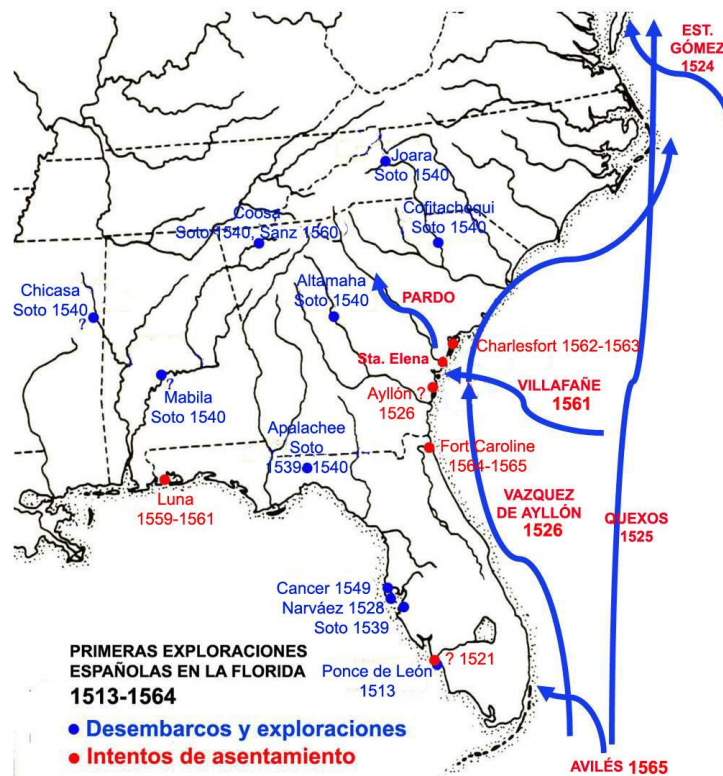 EST.
GÓMEZ
1524
Joara
Soto 1540
Coosa
Soto 1540, Sanz 1560
Cofitachequi
Soto 1540
Chicasa
Soto 1540
?
Altamaha
Soto 1540
PARDO
Charlesfort 1562-1563
Sta. Elena
?
Mabila
Soto 1540
Ayllón ?
1526
VILLAFAÑE
1561
Apalachee
Soto
1539 1540
Fort Caroline
1564-1565
Luna
1559-1561
VAZQUEZ
DE AYLLÓN
1526
QUEXOS
1525
Cancer 1549
Narváez 1528
Soto 1539
? 1521
Ponce de León
1513
PRIMERAS EXPLORACIONES
ESPAÑOLAS EN LA FLORIDA
1513-1564
Desembarcos y exploraciones
Intentos de asentamiento
AVILÉS 1565